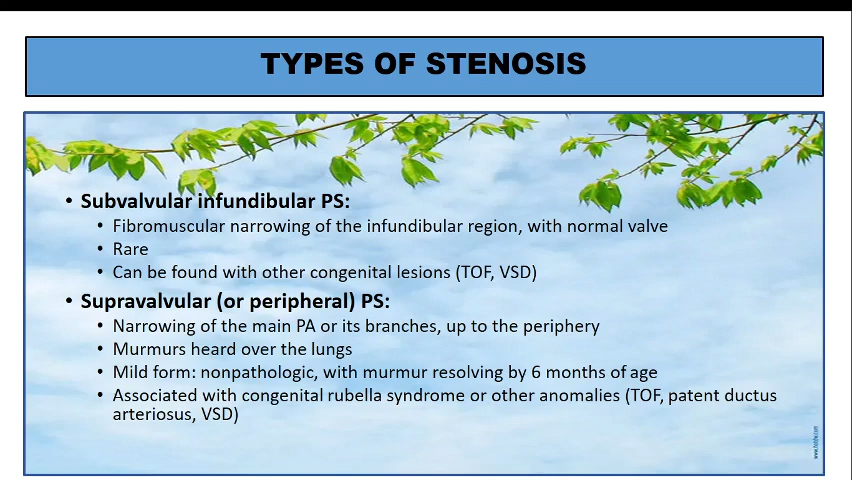 TYPES OF STENOSIS
• Subvalvular infundibular PS:
• Fibromuscular narrowing of the infundibular region, with normal valve
• Rare
• Can be found with other congenital lesions (TOF, VSD)
• Supravalvular (or peripheral) PS:
• Narrowing of the main PA or its branches, up to the periphery
• Murmurs heard over the lungs
• Mild form: nonpathologic, with murmur resolving by 6 months of age
• Associated with congenital rubella syndrome or other anomalies (TOF, patent ductus
arteriosus, VSD)